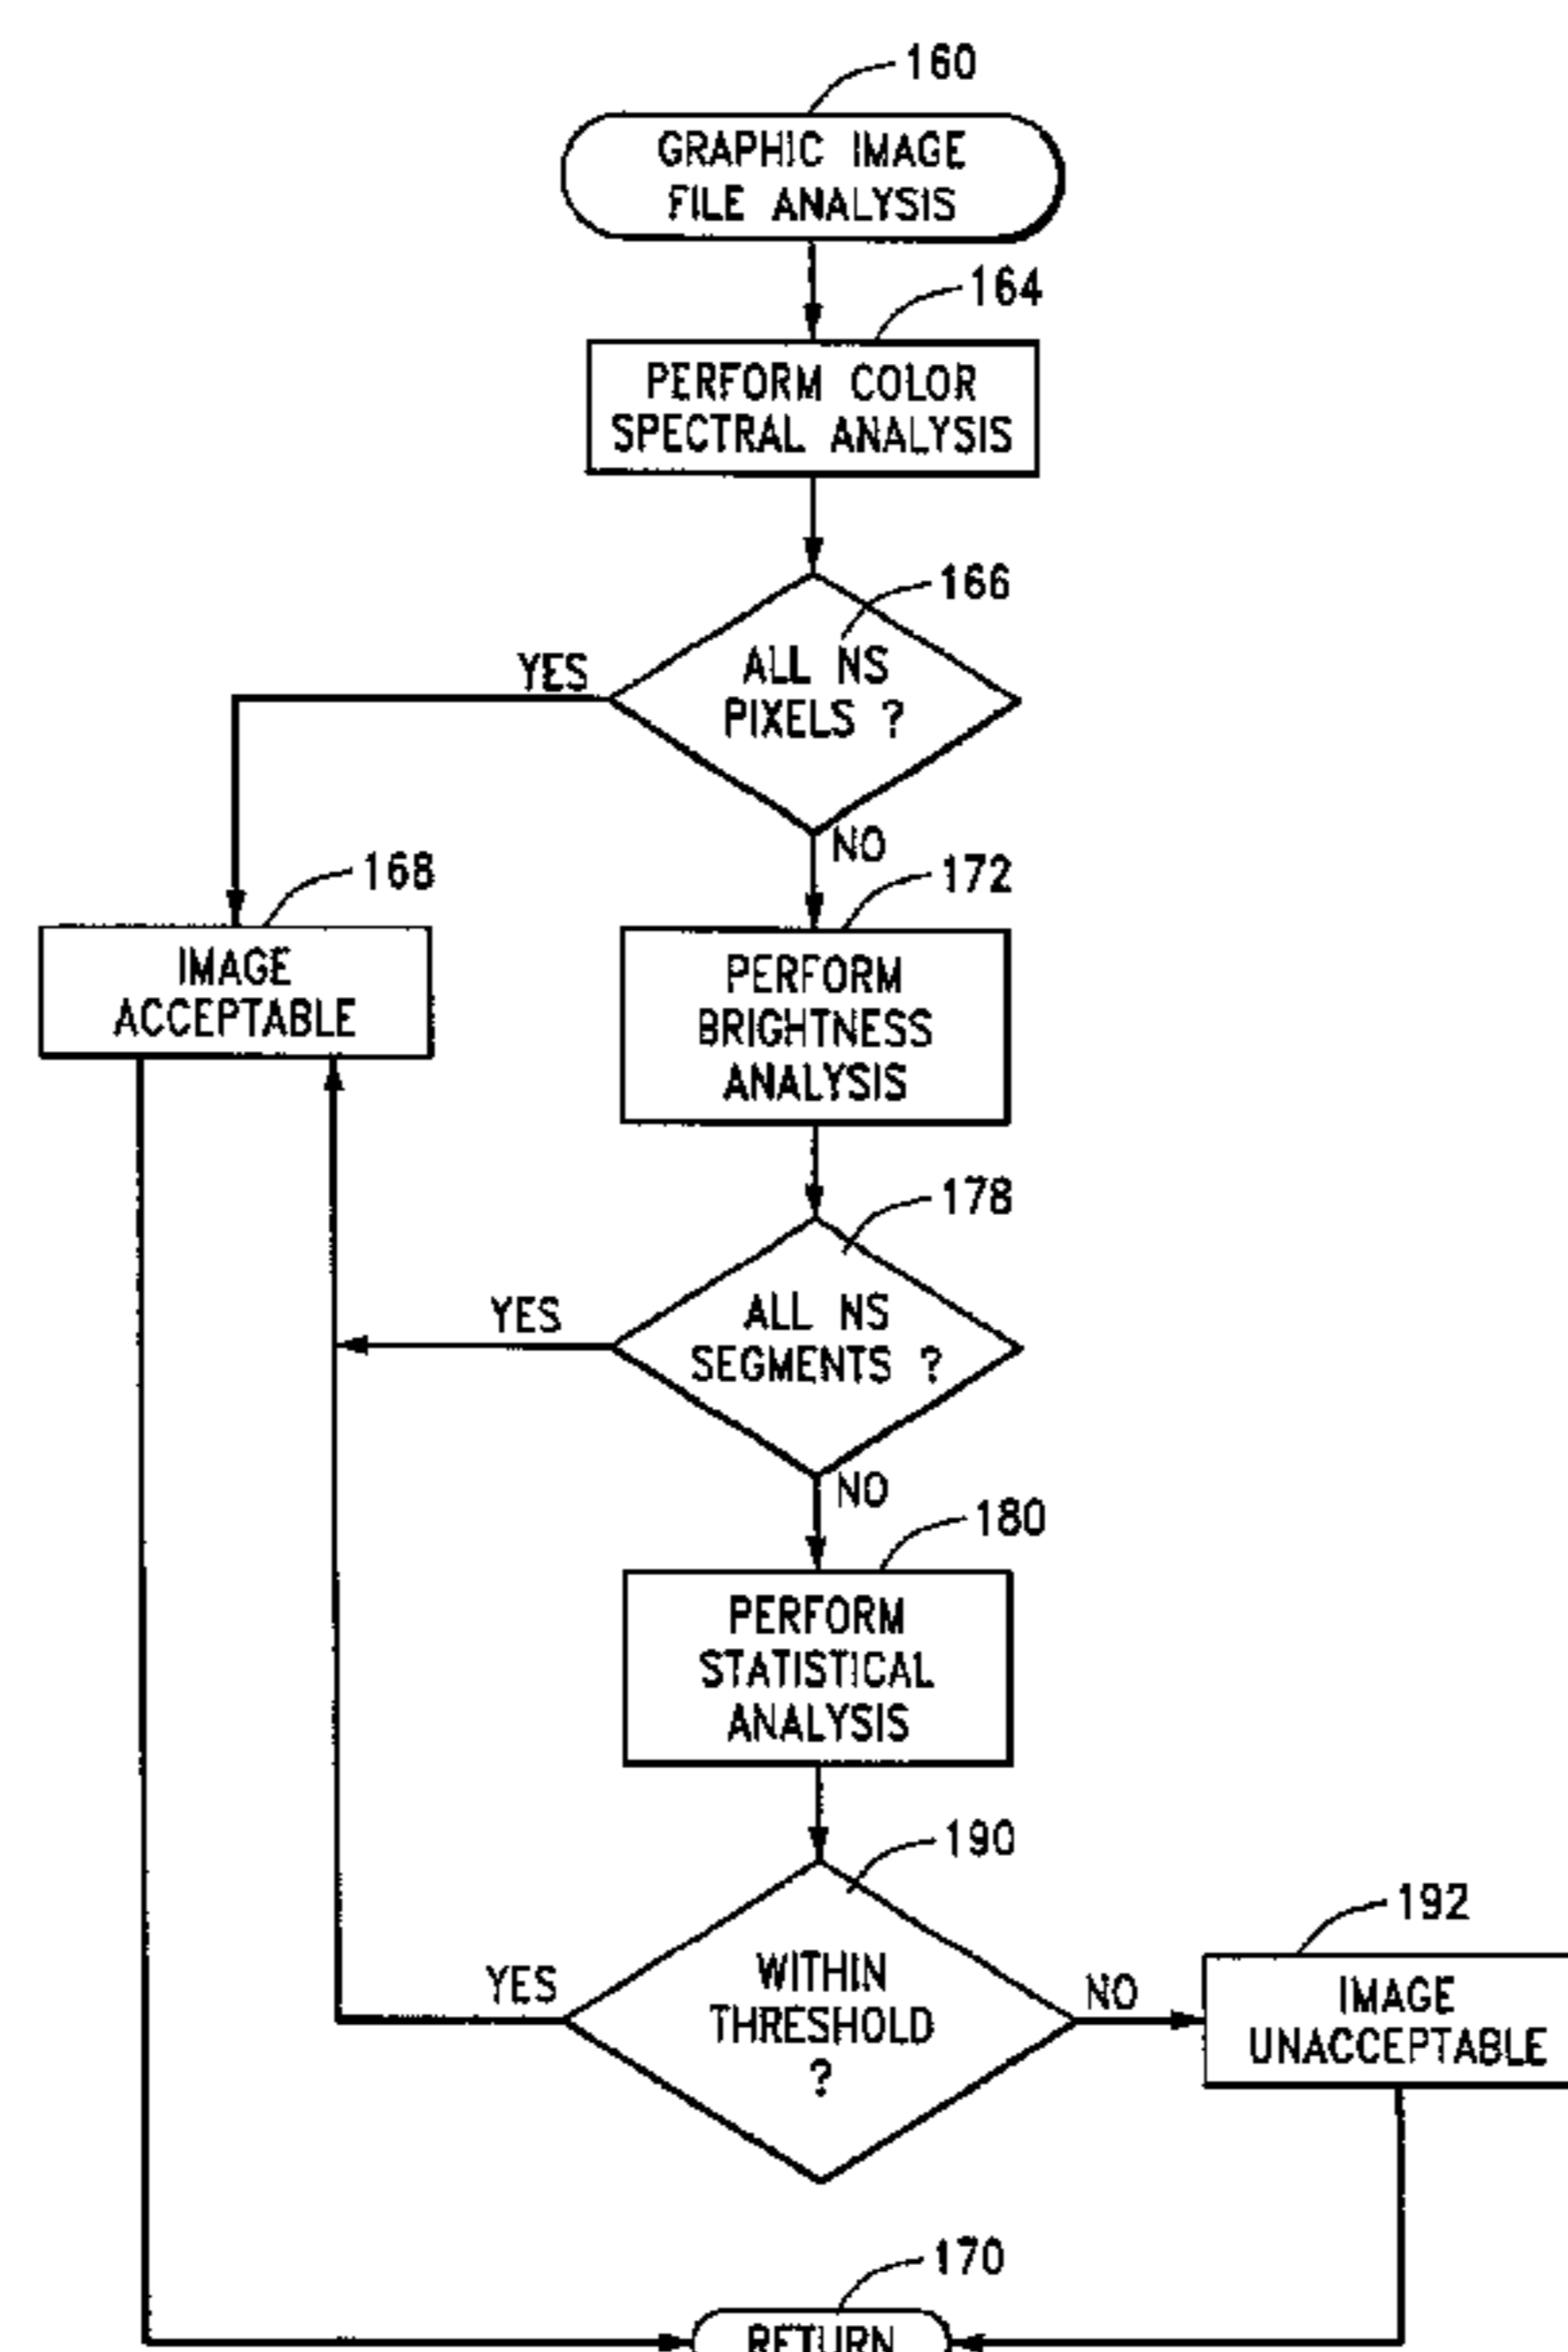 160
GRAPHIC IMAGE
FILE ANALYSIS
164
PERFORM COLOR
SPECTRAL ANALYSIS
166
ALL NS
PIXELS ?
YES
NO
168
IMAGE
ACCEPTABLE
172
PERFORM
BRIGHTNESS
ANALYSIS
178
ALL NS
SEGMENTS ?
YES
NO
180
PERFORM
STATISTICAL
ANALYSIS
190
WITHIN
THRESHOLD
?
YES
NO
192
IMAGE
UNACCEPTABLE
170
RETURN